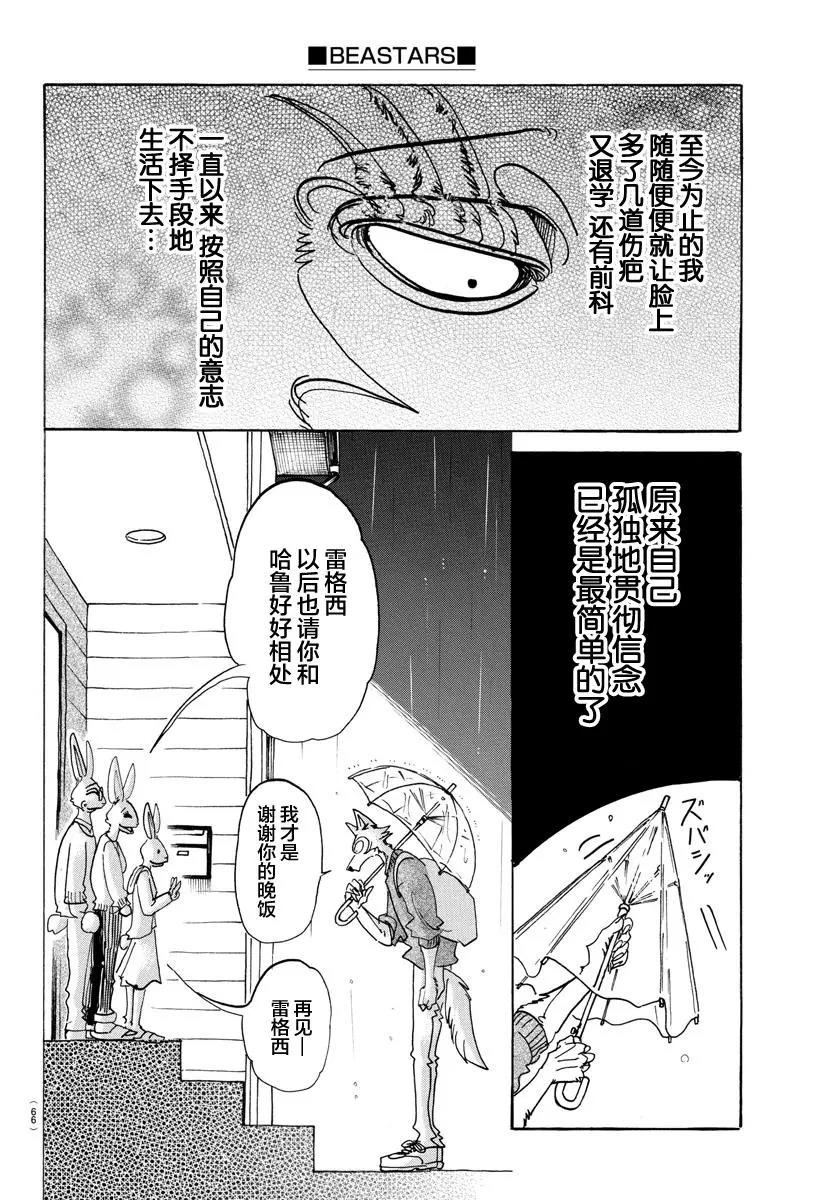 ■BEASTARS■
至今为止的我
随随便便就让脸上
多了几道伤疤
又退学 还有前科
一直以来 按照自己的意志
不择手段地
生活下去…
原来自己
孤独地贯彻信念
已经是最简单的了
ズバシッ
雷格西
以后也请你和
哈鲁好好相处
我才是
谢谢你的晚饭
再见—
雷格西
(66)